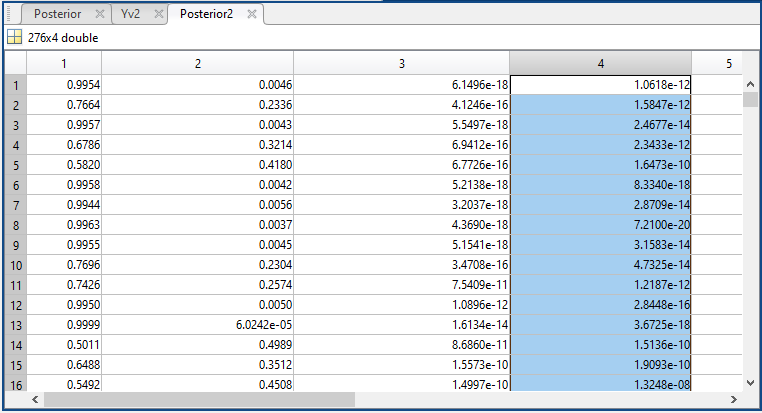 Posterior Yv2 Posterior2
276x4 double
1 2 3 4 5
1 0.9954 0.0046 6.1496e-18 1.0618e-12
2 0.7664 0.2336 4.1246e-16 1.5847e-12
3 0.9957 0.0043 5.5497e-18 2.4677e-14
4 0.6786 0.3214 6.9412e-16 2.3433e-12
5 0.5820 0.4180 6.7726e-16 1.6473e-10
6 0.9958 0.0042 5.2138e-18 8.3340e-18
7 0.9944 0.0056 3.2037e-18 2.8709e-14
8 0.9963 0.0037 4.3690e-18 7.2100e-20
9 0.9955 0.0045 5.1541e-18 3.1583e-14
10 0.7696 0.2304 3.4708e-16 4.7325e-14
11 0.7426 0.2574 7.5409e-11 1.2187e-12
12 0.9950 0.0050 1.0896e-12 2.8448e-16
13 0.9999 6.0242e-05 1.6134e-14 3.6725e-18
14 0.5011 0.4989 8.6860e-11 1.5136e-10
15 0.6488 0.3512 1.5573e-10 1.9093e-10
16 0.5492 0.4508 1.4997e-10 1.3248e-08